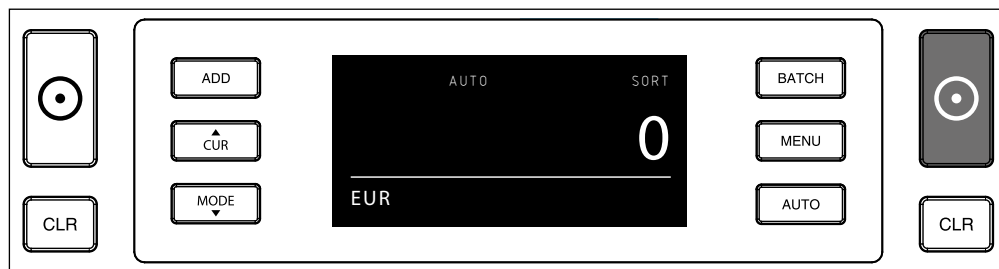 ADD
AUTO SORT
BATCH
CUR
0
MENU
MODE
EUR
AUTO
CLR
CLR